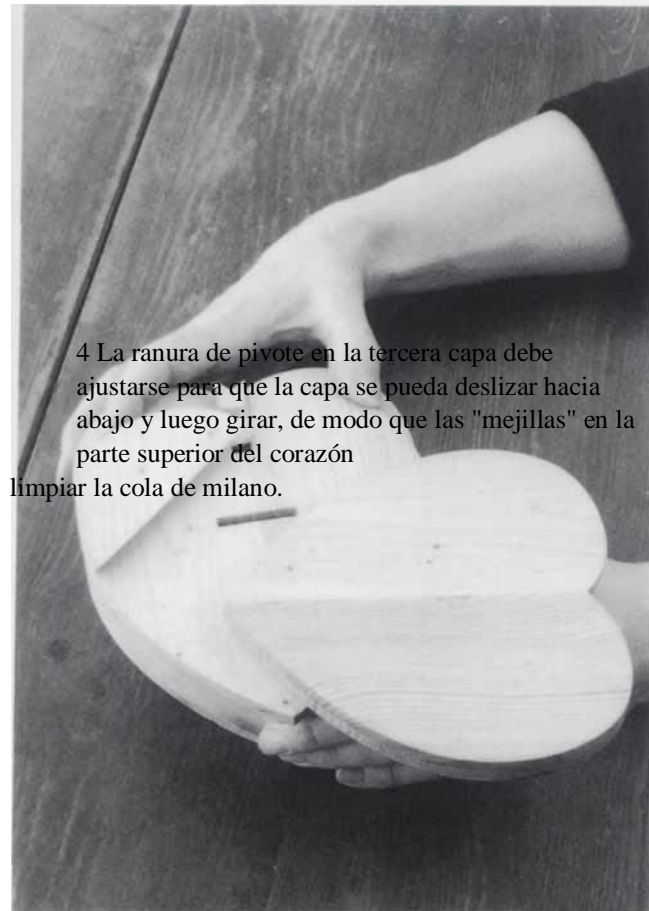 4 La ranura de pivote en la tercera capa debe
ajustarse para que la capa se pueda deslizar hacia
abajo y luego girar, de modo que las "mejillas" en la
parte superior del corazón
limpiar la cola de milano.